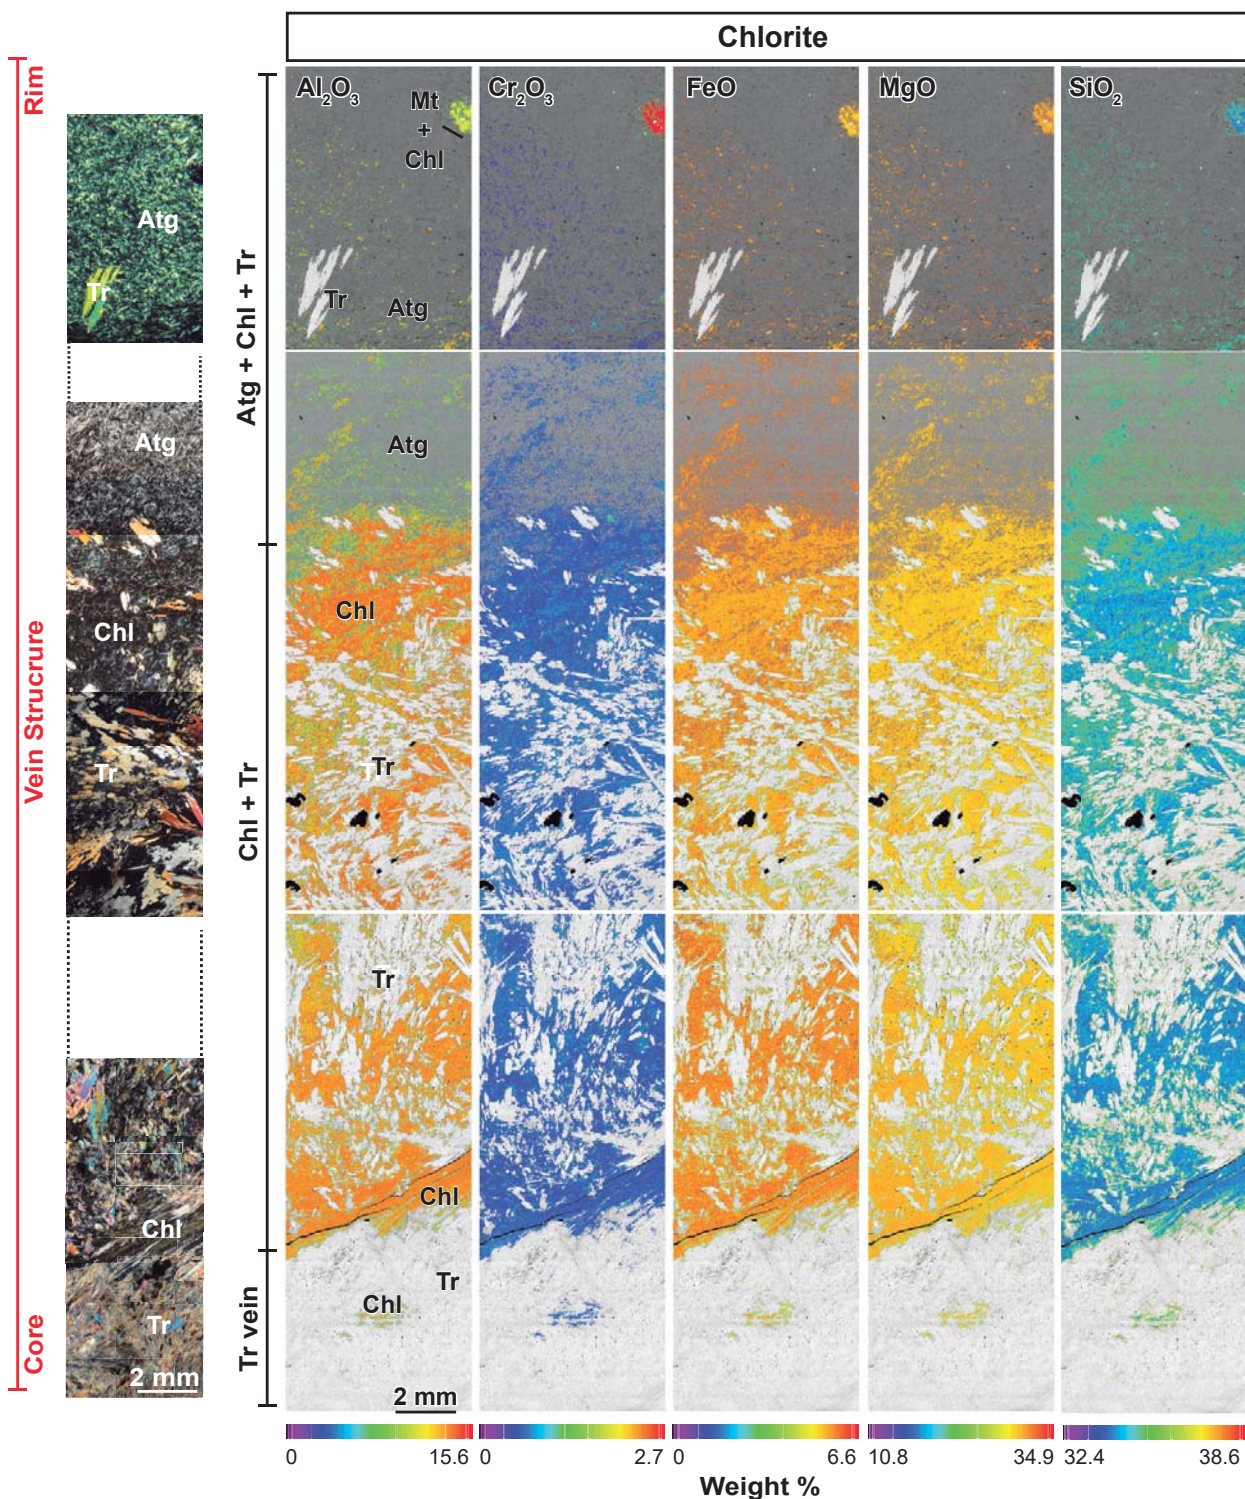 Chlorite
Rim
Vein Strucrure
Core
Atg
Tr
Atg
Chl
Tr
Chl
Tr
2 mm
Atg + Chl + Tr
Chl + Tr
Tr vein
Al₂O₃
Cr₂O₃
FeO
MgO
SiO₂
Mt
+
Chl
Tr
Atg
Atg
Chl
Tr
Tr
Chl
Tr
Chl
2 mm
0 15.6
0 2.7
0 6.6
10.8 34.9
32.4 38.6
Weight %